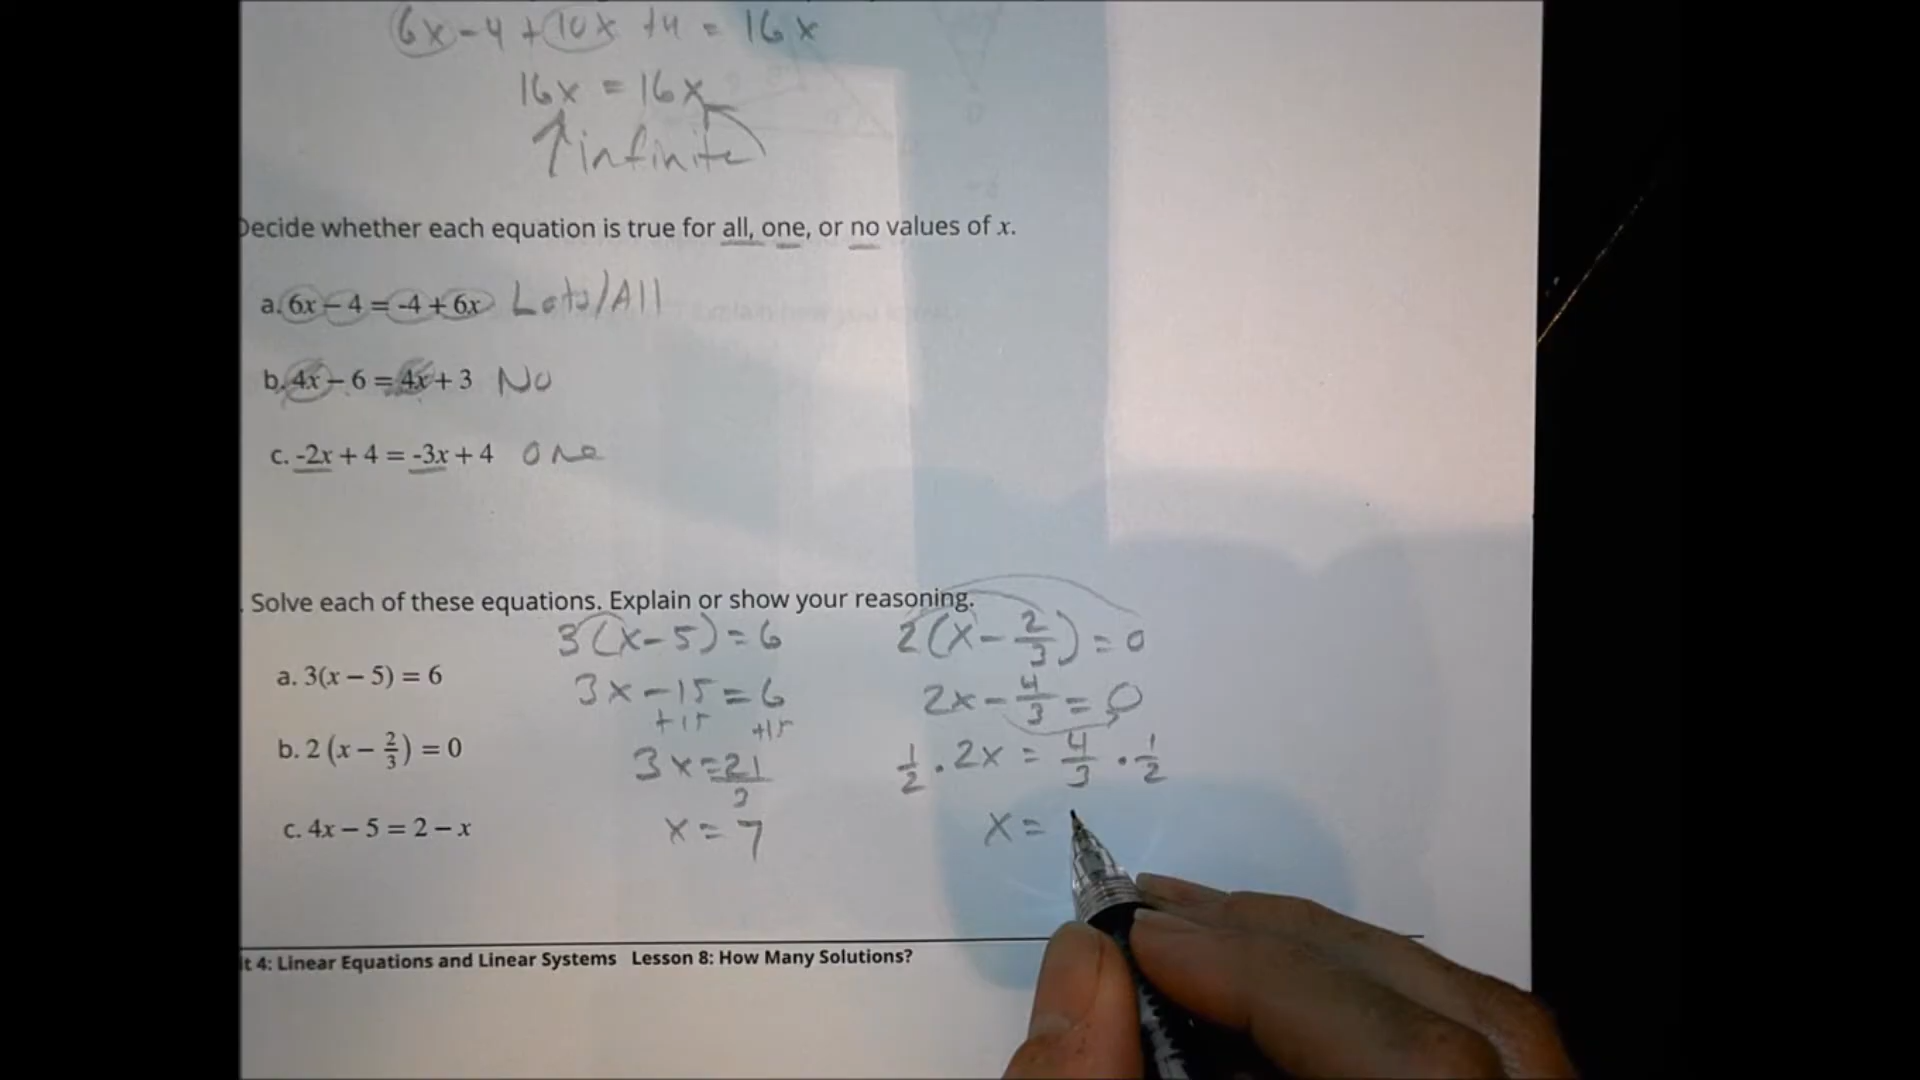 6x - 4 + 10x + 4 = 16x
16x = 16x
↑ infinite
Decide whether each equation is true for all, one, or no values of x.
a. 6x – 4 = -4 + 6x Lots/All
b. 4x – 6 = 4x + 3 No
c. -2x + 4 = -3x + 4 one
. Solve each of these equations. Explain or show your reasoning.
a. 3(x – 5) = 6
b. 2 (x – 2/3) = 0
c. 4x – 5 = 2 – x
3(x-5)=6
3x-15=6
+15 +15
3x=21
3
x=7
2(x-2/3)=0
2x-4/3=0
1/2 · 2x = 4/3 · 1/2
x=
it 4: Linear Equations and Linear Systems Lesson 8: How Many Solutions?